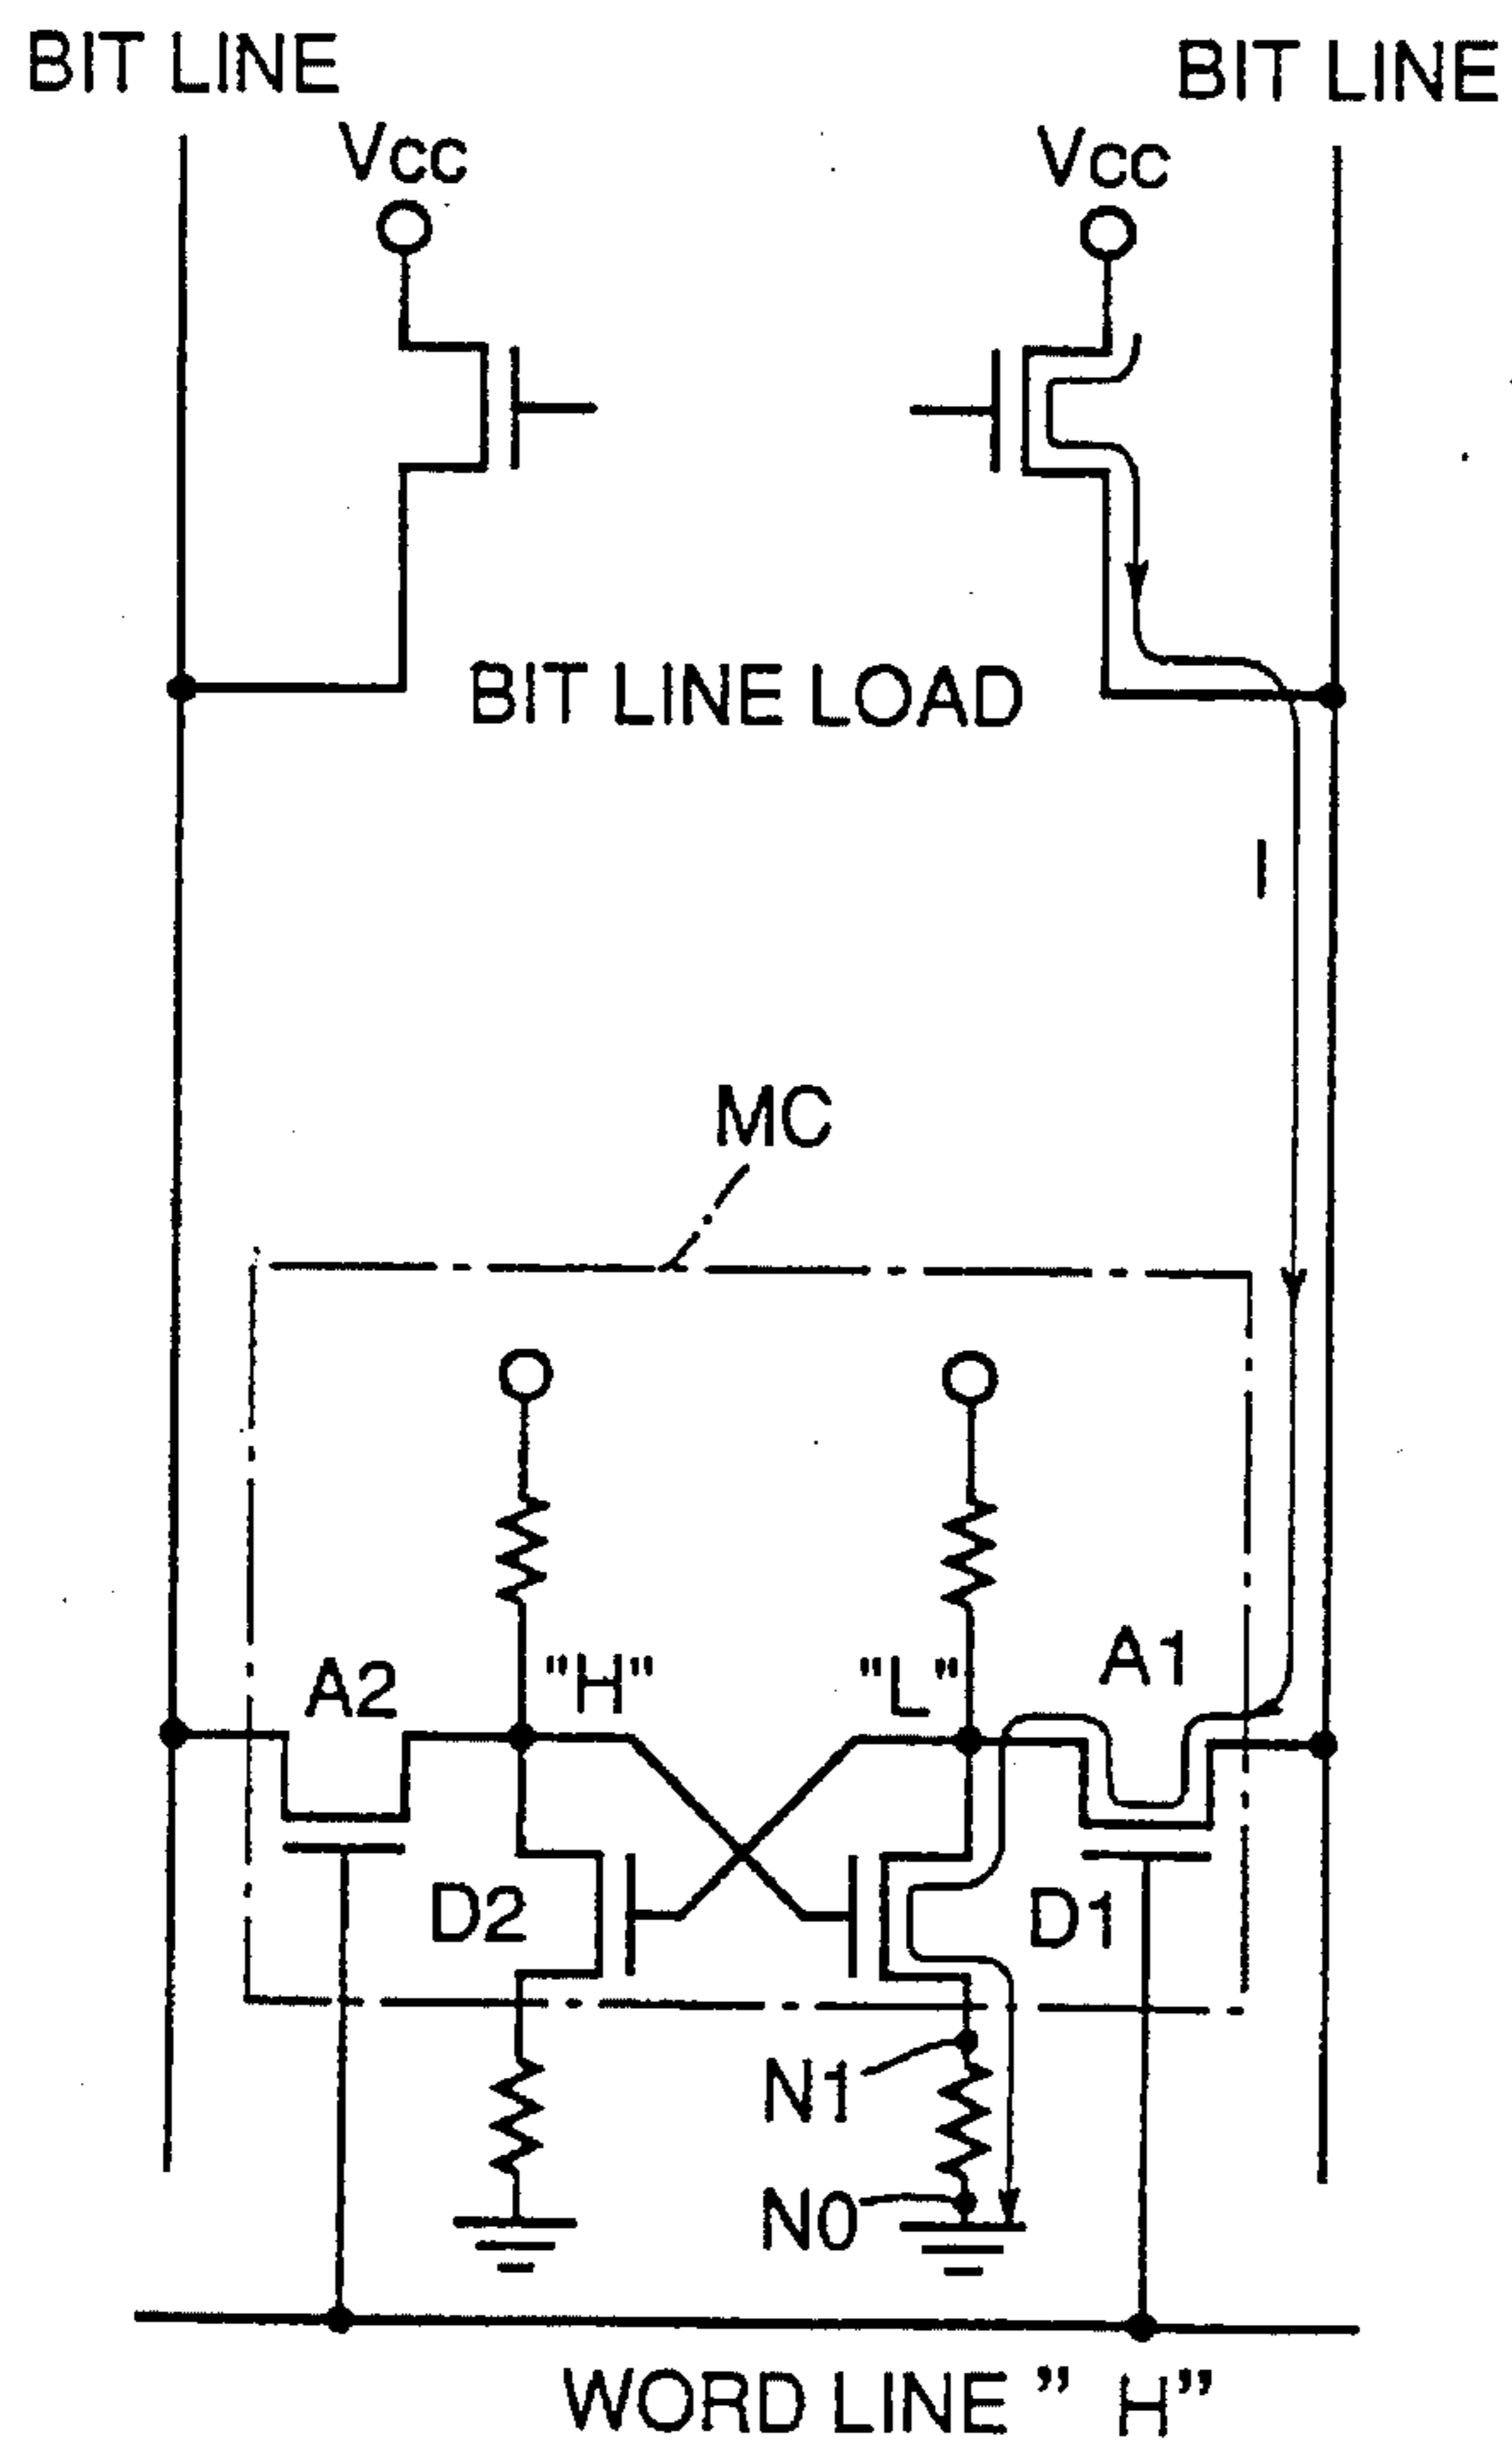 BIT LINE
BIT LINE
Vcc
Vcc
BIT LINE LOAD
I
MC
A2
"H"
"L"
A1
D2
D1
N1
N0
WORD LINE " H"